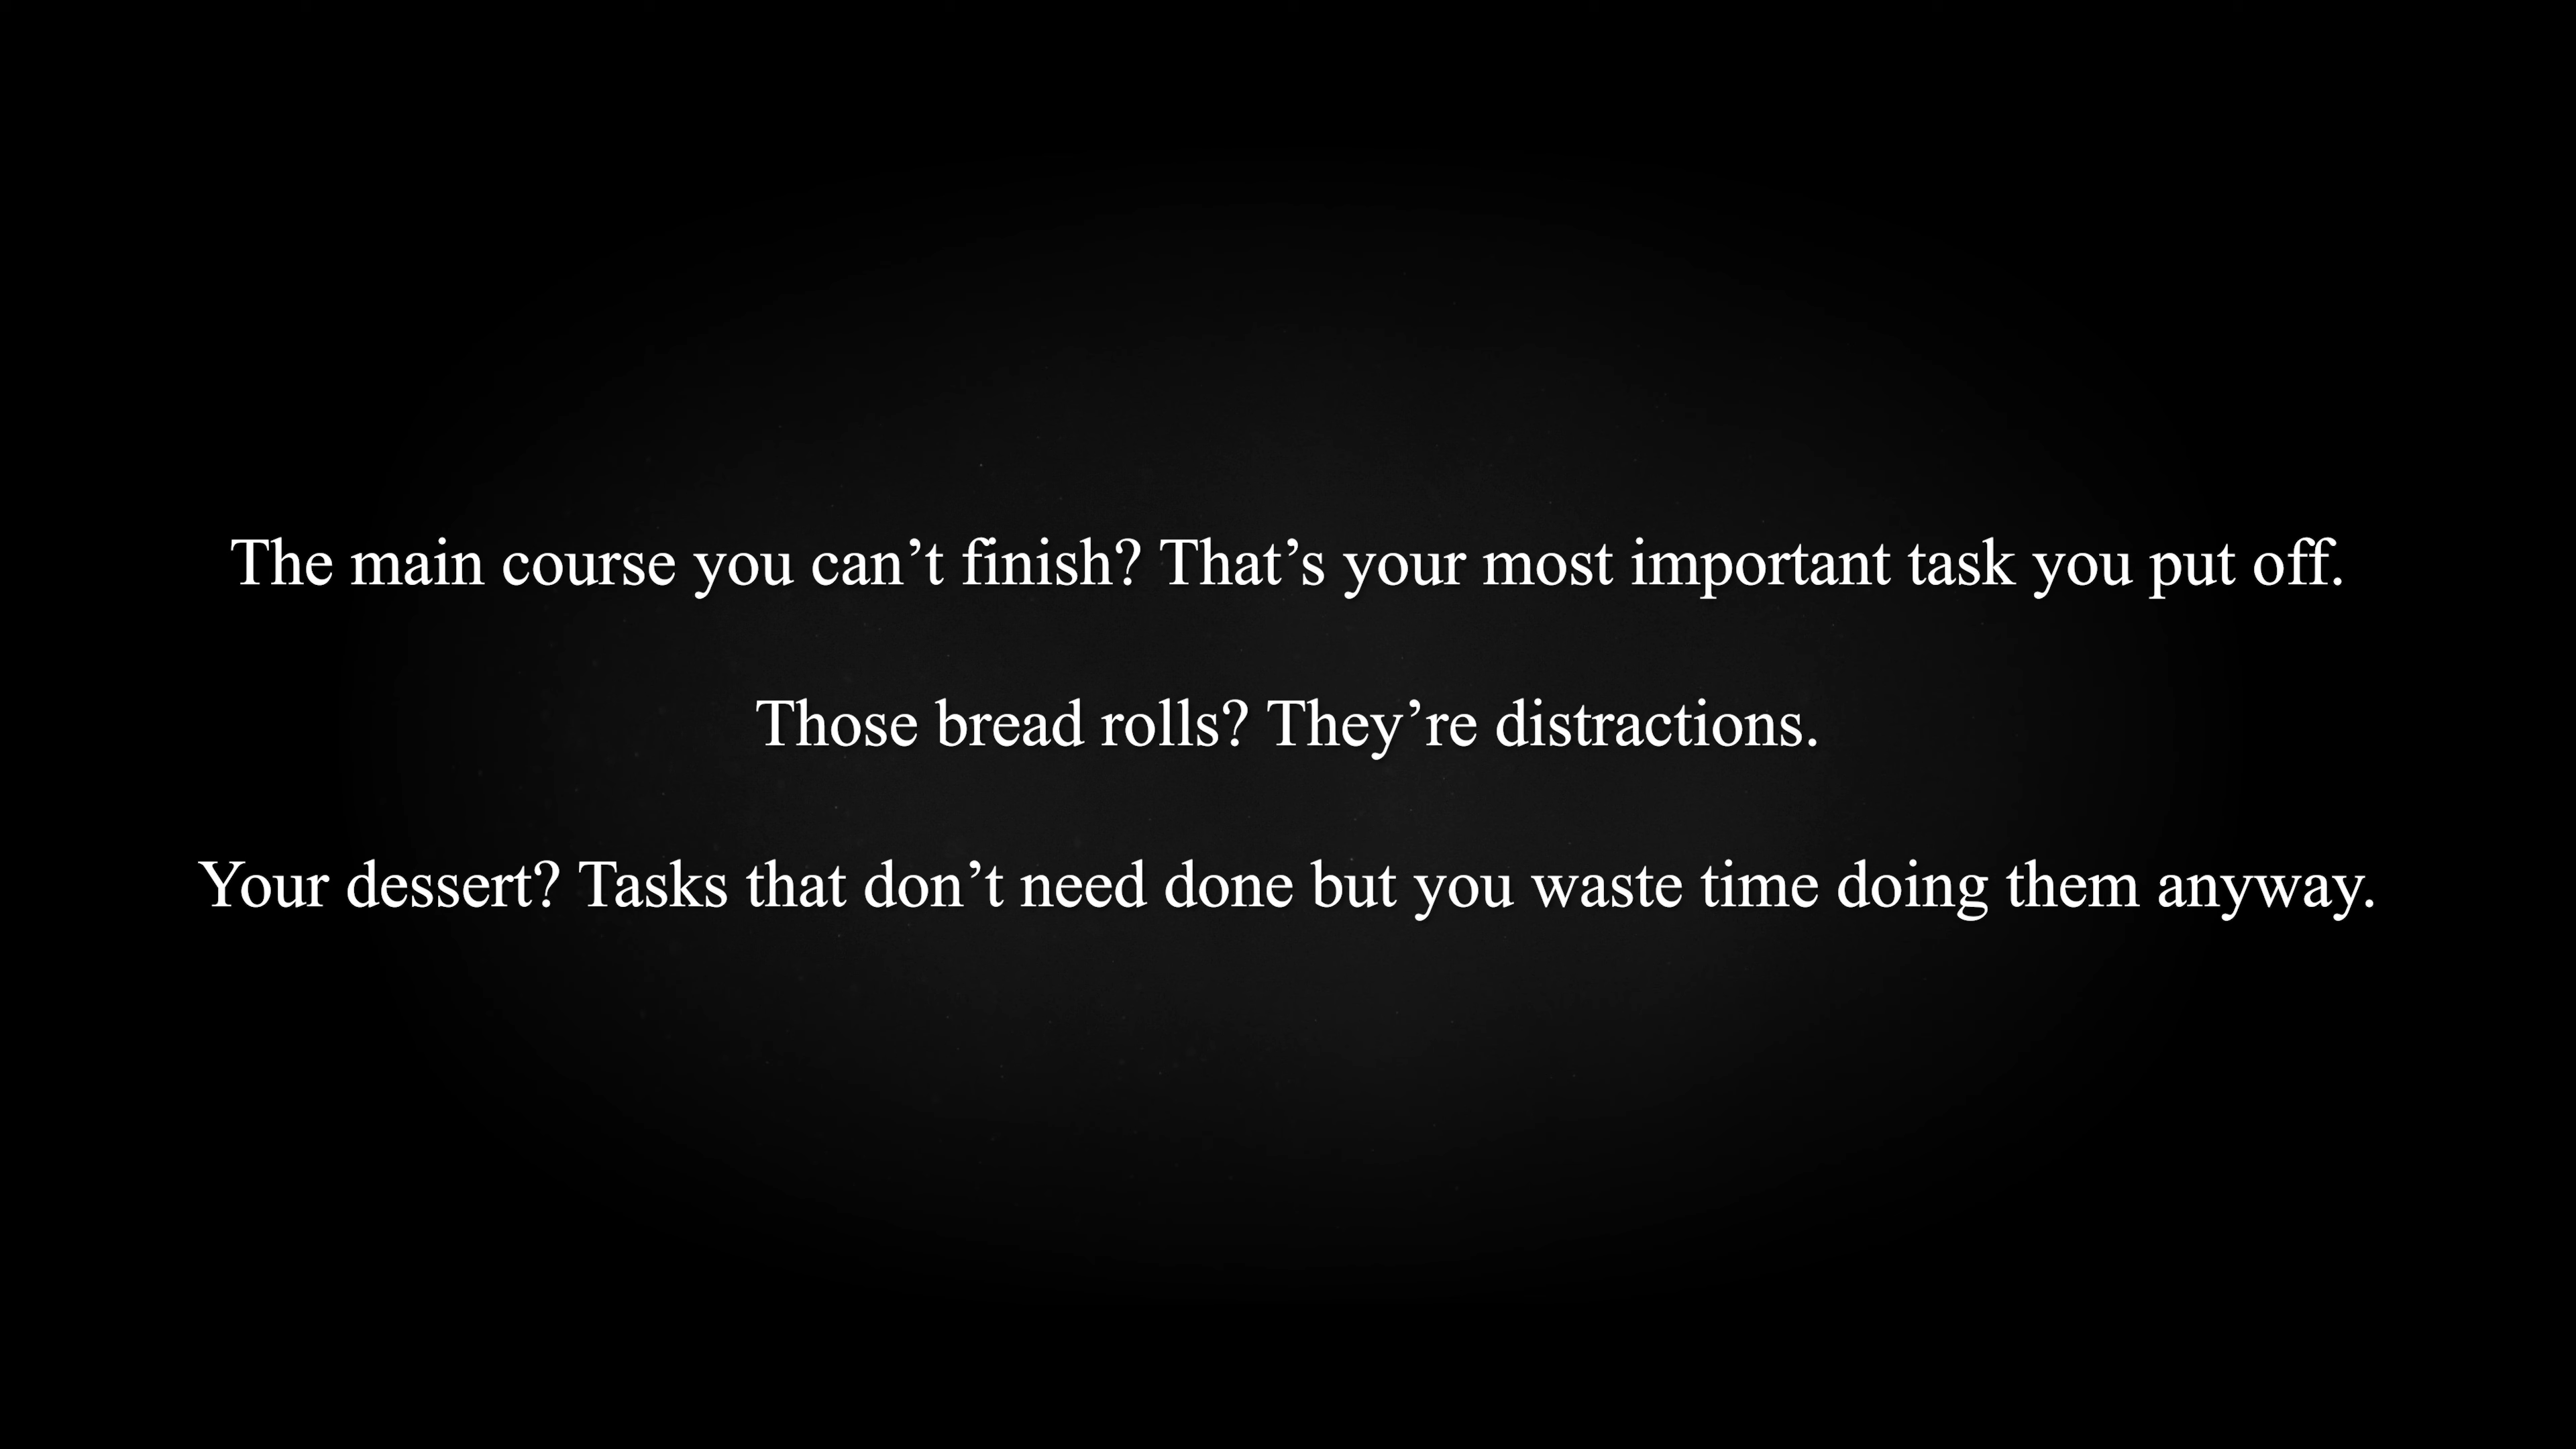 The main course you can’t finish? That’s your most important task you put off.
Those bread rolls? They’re distractions.
Your dessert? Tasks that don’t need done but you waste time doing them anyway.